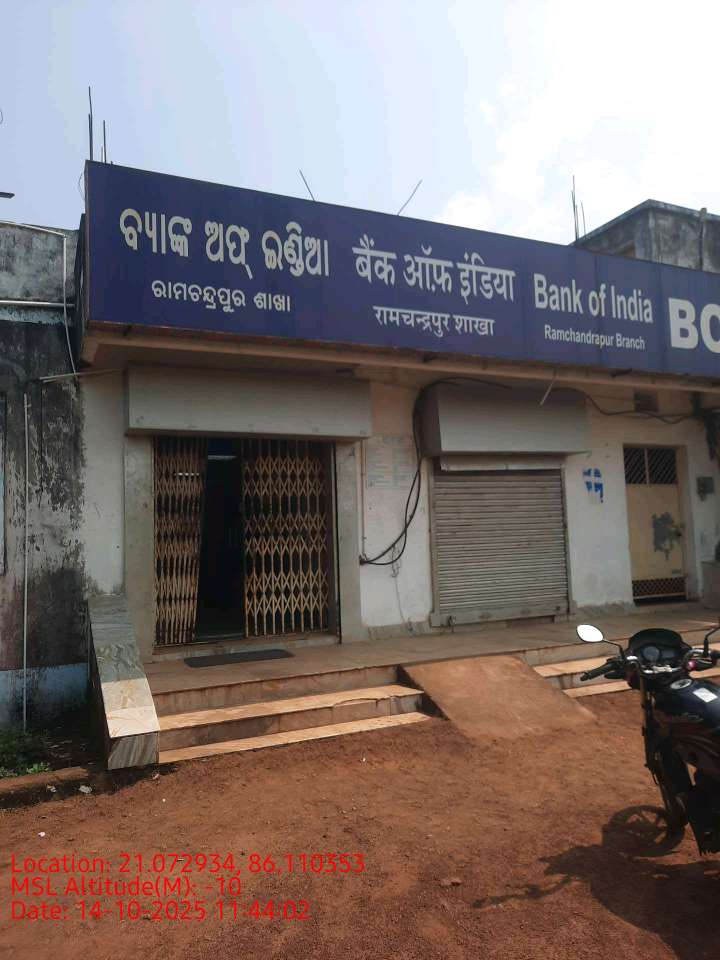 ବ୍ୟାଙ୍କ ଅଫ୍ ଇଣ୍ଡିଆ
ରାମଚନ୍ଦ୍ରପୁର ଶାଖା
बैंक ऑफ़ इंडिया
रामचन्द्रपुर शाखा
Bank of India
Ramchandrapur Branch
Location: 21.072934, 86.110353
MSL Altitude(M): -10
Date: 14-10-2025 11:44:02